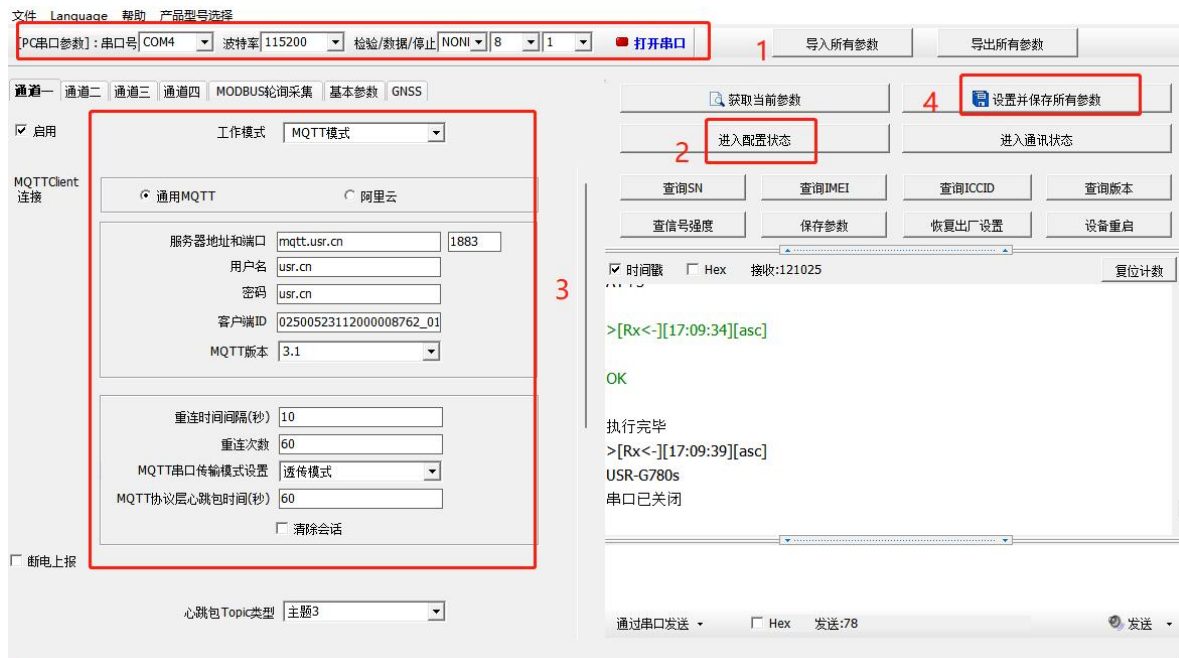 文件 Language 帮助 产品型号选择
[PC串口参数]：串口号 COM4 波特率 115200 检验/数据/停止 NONI 8 1 打开串口 1 导入所有参数 导出所有参数
通道一 通道二 通道三 通道四 MODBUS轮询采集 基本参数 GNSS
获取当前参数 4 设置并保存所有参数
启用 工作模式 MQTT模式
2 进入配置状态 进入通讯状态
MQTTClient
连接
通用MQTT 阿里云
查询SN 查询IMEI 查询ICCID 查询版本
查信号强度 保存参数 恢复出厂设置 设备重启
服务器地址和端口 mqtt.usr.cn 1883
用户名 usr.cn
密码 usr.cn
客户端ID 02500523112000008762_01
MQTT版本 3.1
3
时间戳 Hex 接收:121025 复位计数
>[Rx<-][17:09:34][asc]
OK
执行完毕
>[Rx<-][17:09:39][asc]
USR-G780s
串口已关闭
重连时间间隔(秒) 10
重连次数 60
MQTT串口传输模式设置 透传模式
MQTT协议层心跳包时间(秒) 60
清除会话
断电上报
心跳包Topic类型 主题3
通过串口发送 Hex 发送:78 发送